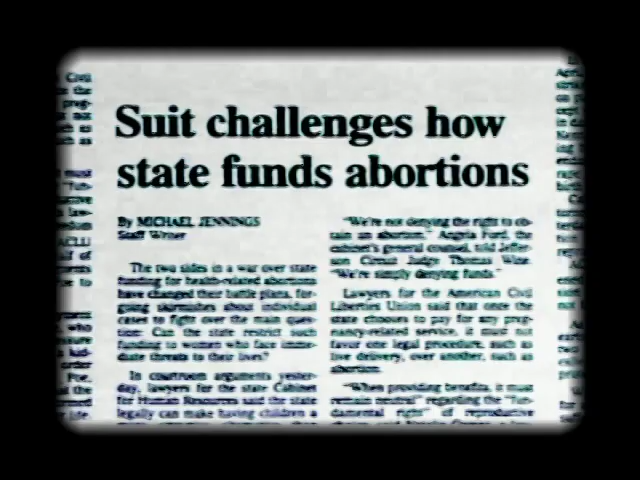 Suit challenges how
state funds abortions
By MICHAEL JENNINGS
Staff Writer
The two sides in a war over state
funding for health-related abortions
have changed their battle plans, for-
going skirmishes about individual
cases to fight over the main ques-
tion: Can the state restrict such
funding to women who face imme-
diate threats to their lives?
In courtroom arguments yester-
day, lawyers for the state Cabinet
for Human Resources said the state
legally can make having children a
"We're not denying the right to ob-
tain an abortion," Angela Ford, the
cabinet's general counsel, told Jeffer-
son Circuit Judge Thomas Wine.
"We're simply denying funds."
Lawyers for the American Civil
Liberties Union said that once the
state chooses to pay for any preg-
nancy-related service, it must not
favor one legal procedure, such as
live delivery, over another, such as
abortion.
"When providing benefits, it must
remain neutral" regarding the "fun-
damental right" of reproductive